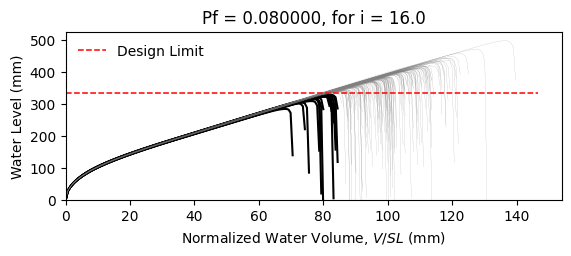 Pf = 0.080000, for i = 16.0
Water Level (mm)
500
400
300
200
100
0
Design Limit
0 20 40 60 80 100 120 140
Normalized Water Volume, V/SL (mm)